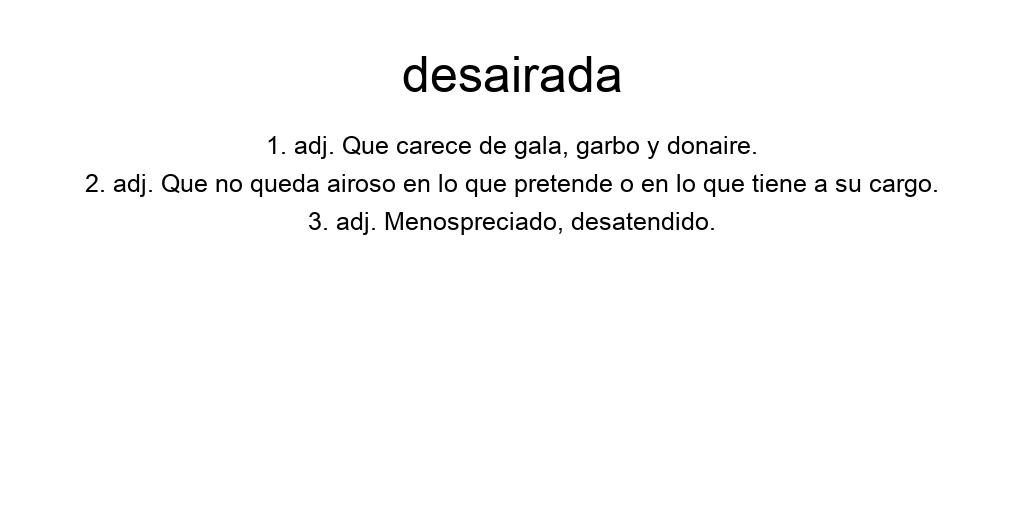 desairada
1. adj. Que carece de gala, garbo y donaire.
2. adj. Que no queda airoso en lo que pretende o en lo que tiene a su cargo.
3. adj. Menospreciado, desatendido.